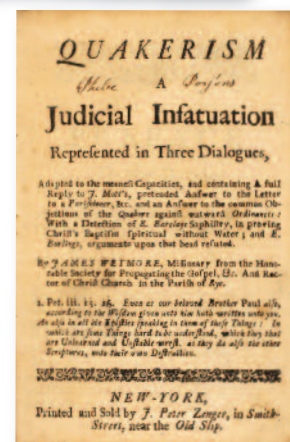 QUAKERISM
Phebe Parsons
A
Judicial Infatuation
Represented in Three Dialogues,
Adapted to the meanest Capacities, and containing A full
Reply to J. Mott's, pretended Answer to the Letter
to a Parishioner, &c. and an Answer to the common Ob-
jections of the Quakers against outward Ordinances:
With a Detection of R. Barclays Sophistry, in proving
Christ's Baptism spiritual without Water; and E.
Burlings, arguments upon that head refuted.
By JAMES WETMORE, Missionary from the Hono-
rable Society for Propagating the Gospel, &c. And Rec-
tor of Christ Church in the Parish of Rye.
2. Pet. III. 15. 16. Even as our beloved Brother Paul also,
according to the Wisdom given unto him hath written unto you.
As also in all his Epistles speaking in them of these Things: In
which are some Things hard to be understood, which they that
are Unlearned and Unstable wrest, as they do also the other
Scriptures, unto their own Destruction.
NEW-YORK,
Printed and Sold by J. Peter Zenger, in Smith-
Street, near the Old Slip.